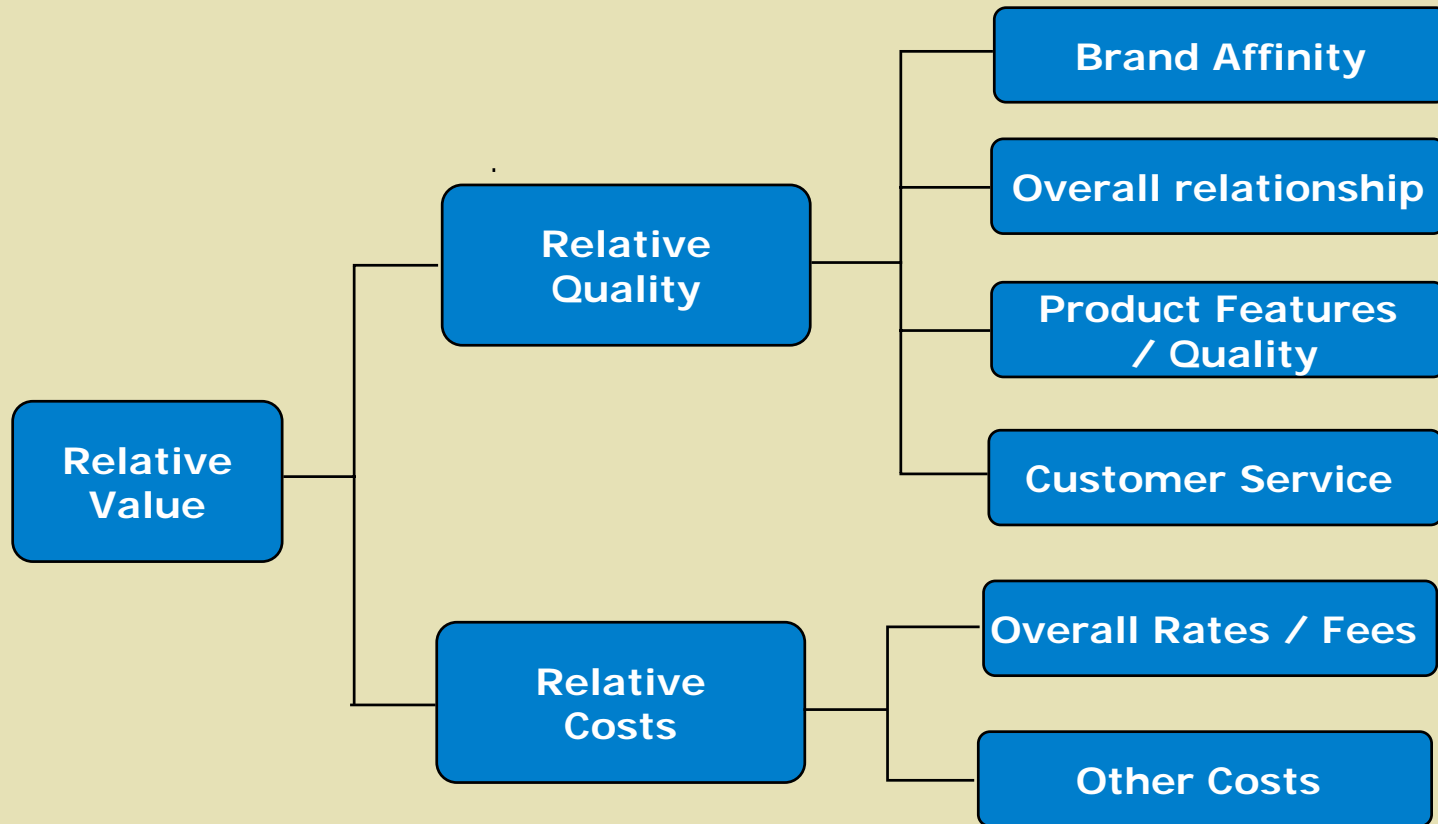 Brand Affinity
Overall relationship
Relative
Quality
Product Features
/ Quality
Relative
Value
Customer Service
Overall Rates / Fees
Relative
Costs
Other Costs